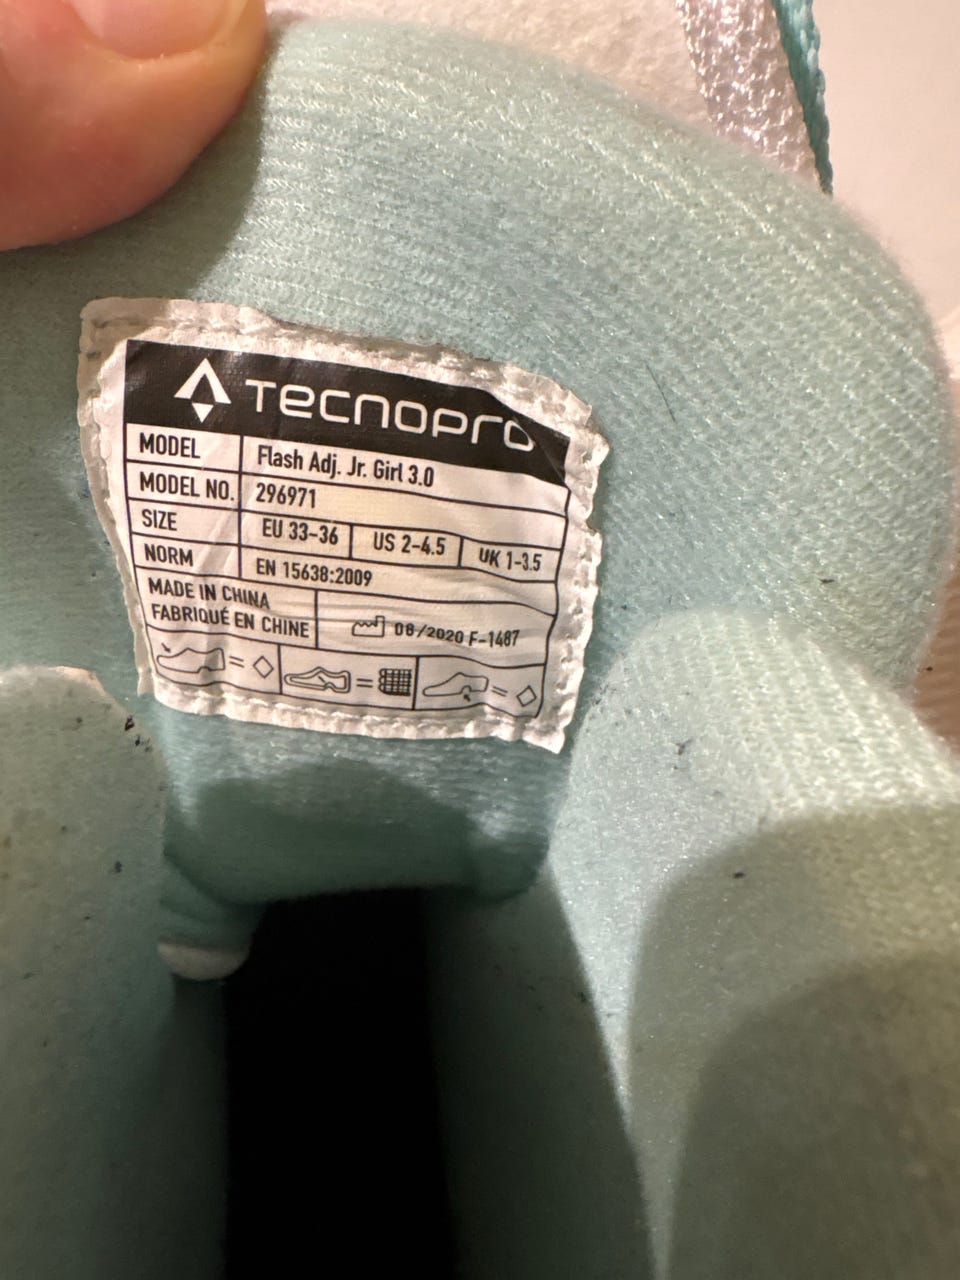 TECNOPRO
MODEL Flash Adj. Jr. Girl 3.0
MODEL NO. 296971
SIZE EU 33-36 US 2-4.5 UK 1-3.5
NORM EN 15638:2009
MADE IN CHINA
FABRIQUÉ EN CHINE
08/2020 F-1487